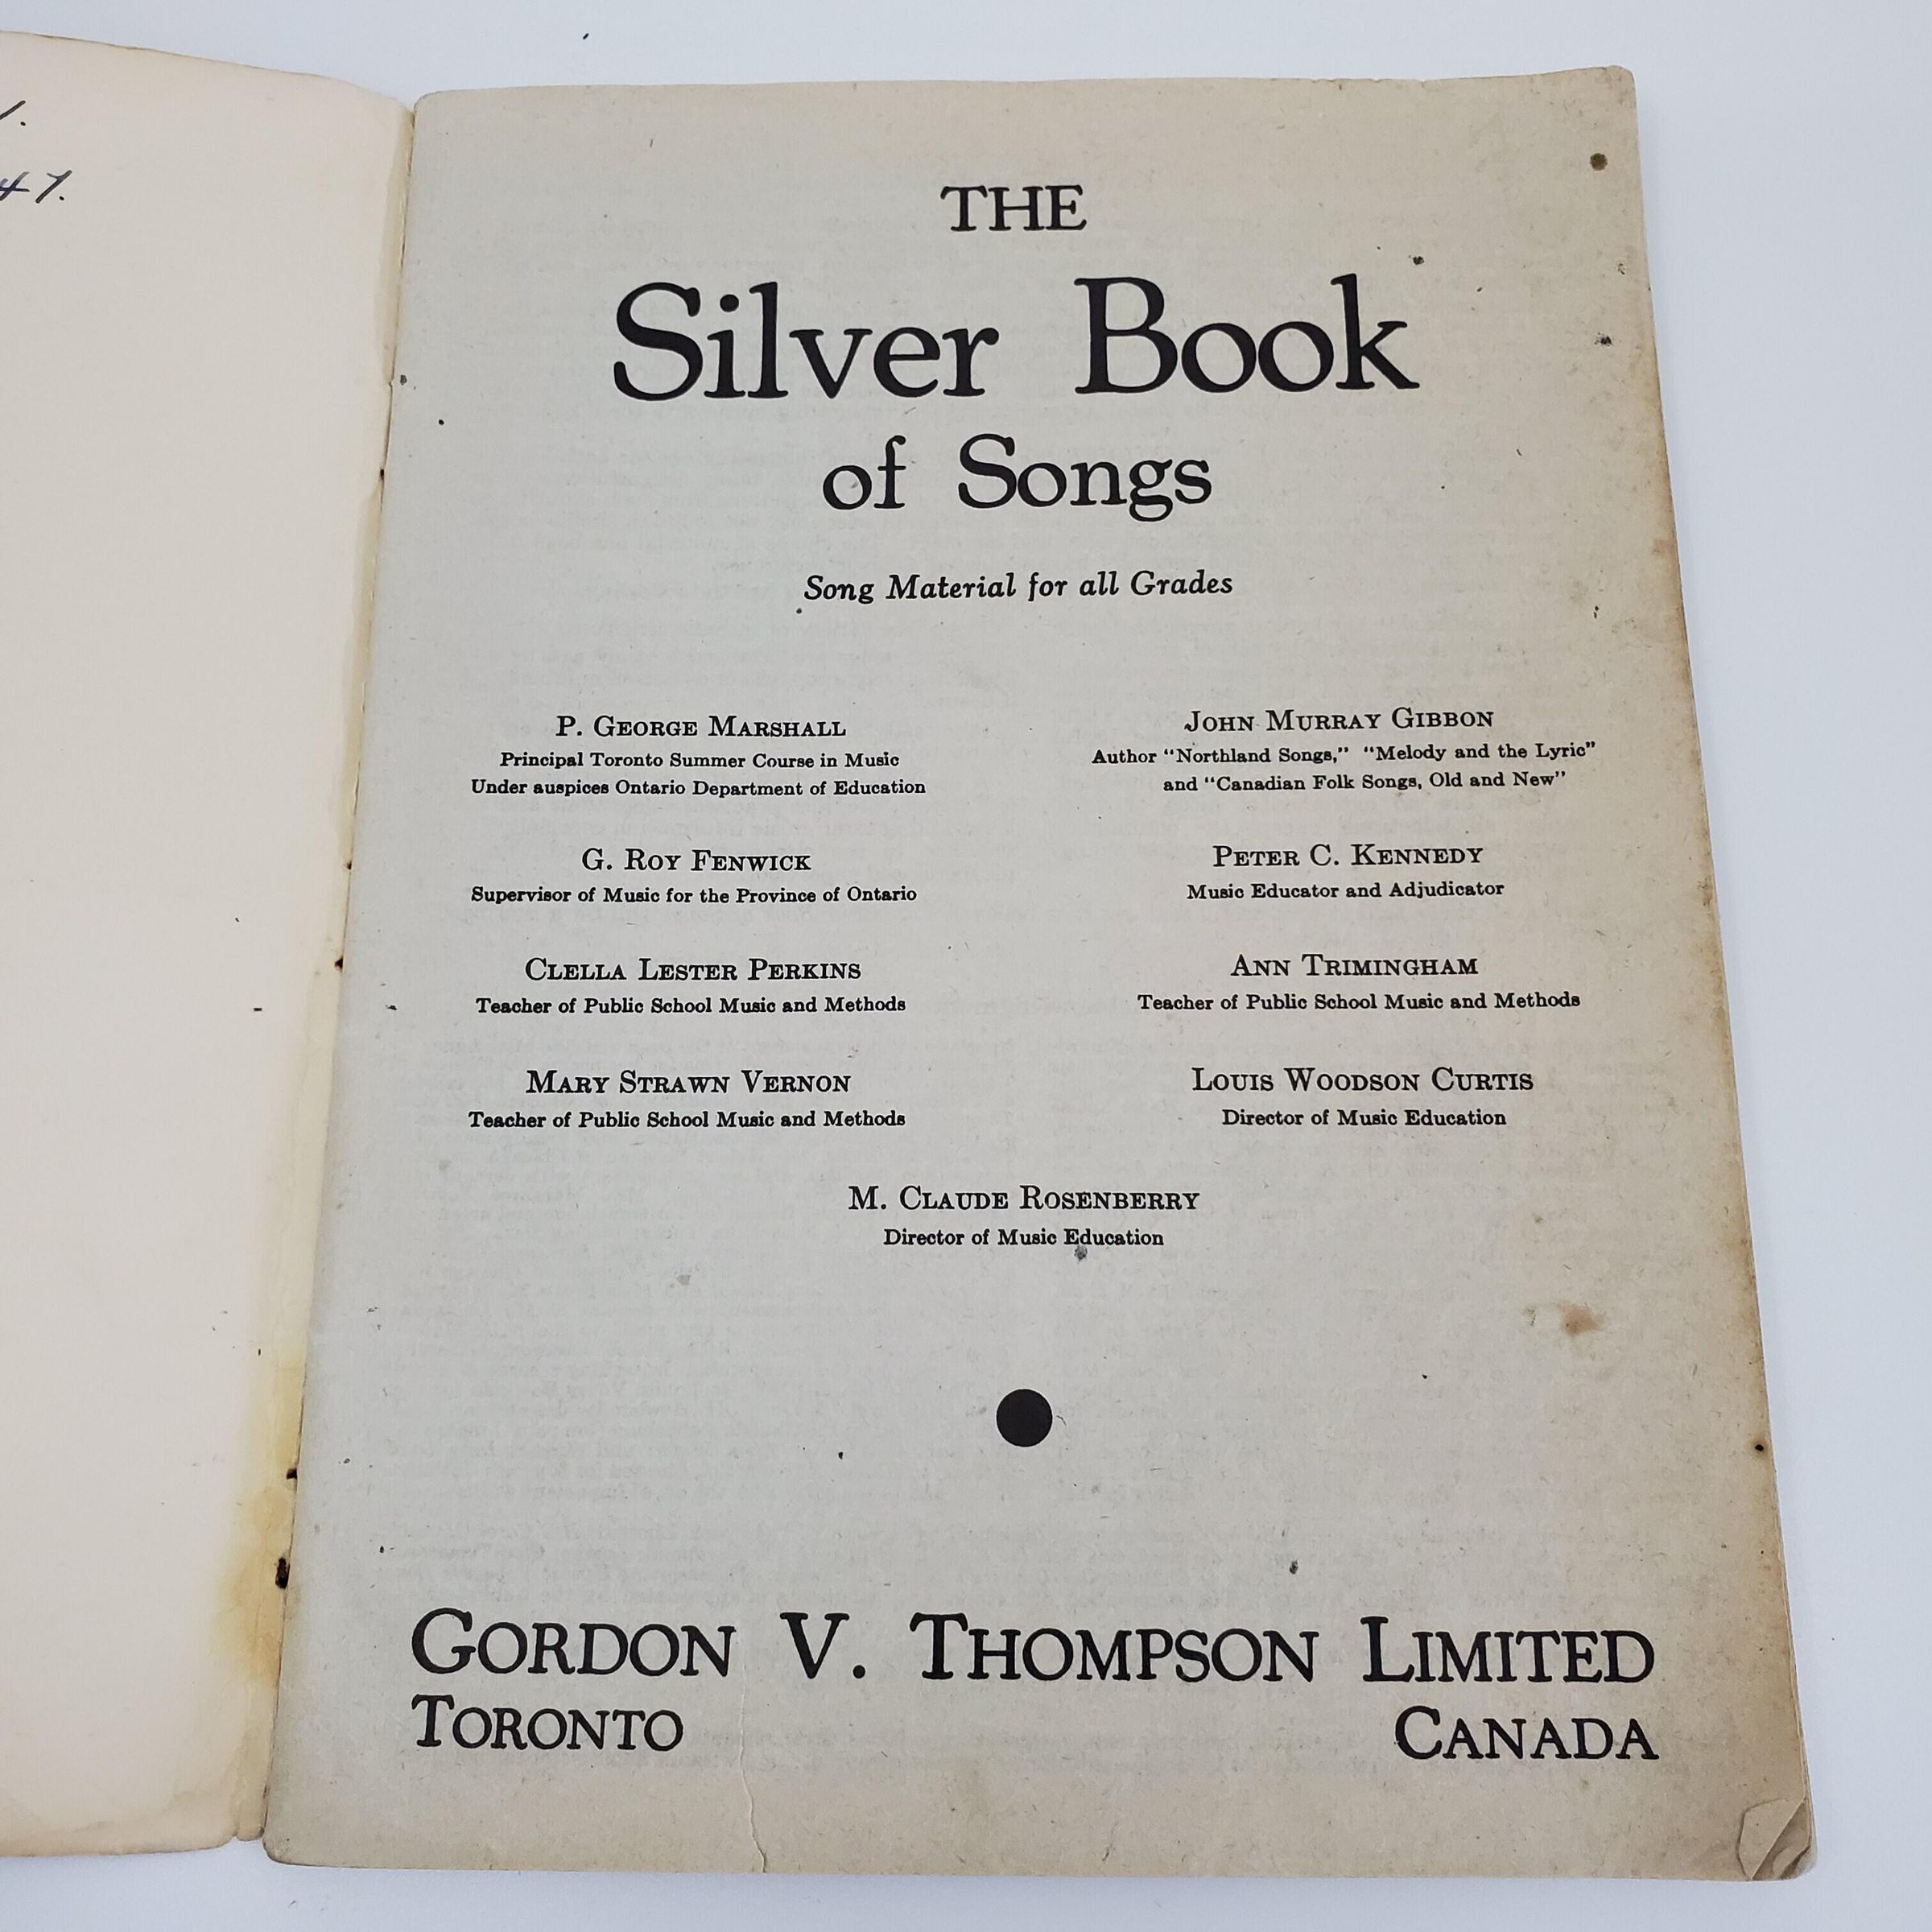 47.
THE
Silver Book
of Songs
Song Material for all Grades
P. GEORGE MARSHALL
Principal Toronto Summer Course in Music
Under auspices Ontario Department of Education
JOHN MURRAY GIBBON
Author “Northland Songs,” “Melody and the Lyric”
and “Canadian Folk Songs, Old and New”
G. ROY FENWICK
Supervisor of Music for the Province of Ontario
PETER C. KENNEDY
Music Educator and Adjudicator
CLELLA LESTER PERKINS
Teacher of Public School Music and Methods
ANN TRIMINGHAM
Teacher of Public School Music and Methods
MARY STRAWN VERNON
Teacher of Public School Music and Methods
LOUIS WOODSON CURTIS
Director of Music Education
M. CLAUDE ROSENBERRY
Director of Music Education
GORDON V. THOMPSON LIMITED
TORONTO CANADA